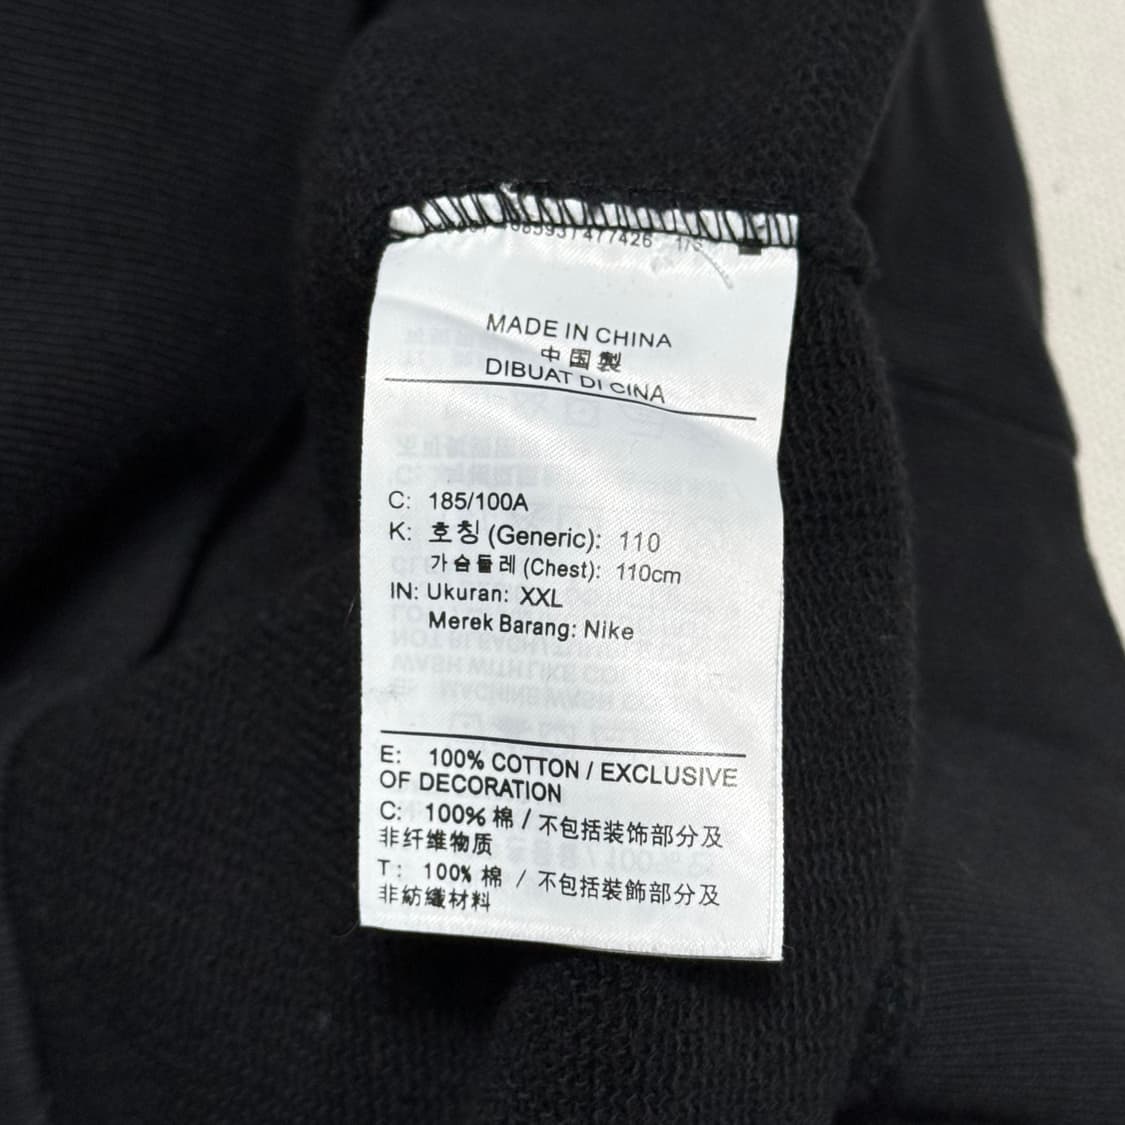 477426 1/6
MADE IN CHINA
中国製
DIBUAT DI CINA
C: 185/100A
K: 호칭 (Generic): 110
가슴둘레 (Chest): 110cm
IN: Ukuran: XXL
Merek Barang: Nike
E: 100% COTTON / EXCLUSIVE
OF DECORATION
C: 100% 棉 / 不包括装饰部分及
非纤维物质
T: 100% 棉 / 不包括裝飾部分及
非紡織材料